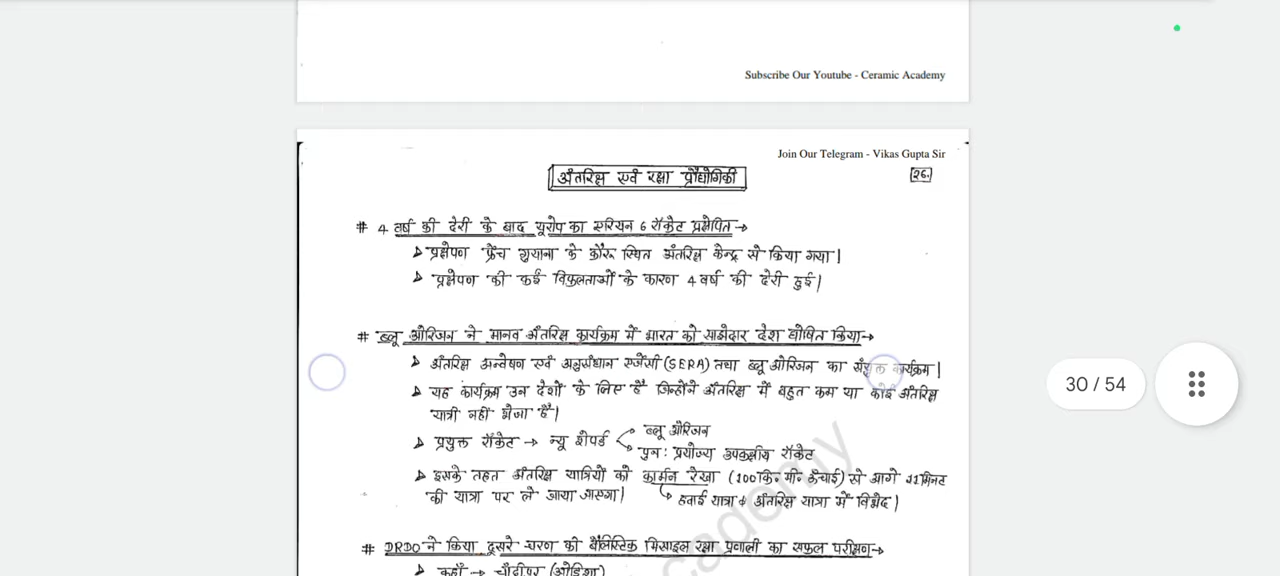 Subscribe Our Youtube - Ceramic Academy
Join Our Telegram - Vikas Gupta Sir
अंतरिक्ष एवं रक्षा प्रौद्योगिकी
26.
# 4 वर्ष की देरी के बाद यूरोप का एरियन 6 रॉकेट प्रक्षेपित →
➢ प्रक्षेपण फ्रेंच गुयाना के कौरू स्थित अंतरिक्ष केन्द्र से किया गया|
➢ प्रक्षेपण की कई विफलताओं के कारण 4 वर्ष की देरी हुई|
# ब्लू ओरिजन ने मानव अंतरिक्ष कार्यक्रम में भारत को साझेदार देश घोषित किया →
➢ अंतरिक्ष अन्वेषण एवं अनुसंधान एजेंसी (SERA) तथा ब्लू ओरिजन का संयुक्त कार्यक्रम|
➢ यह कार्यक्रम उन देशों के लिए है जिन्होंने अंतरिक्ष में बहुत कम या कोई अंतरिक्ष
यात्री नहीं भेजा है|
30 / 54
➢ प्रयुक्त रॉकेट → न्यू शेपर्ड
ब्लू ओरिजन
पुनः प्रयोज्य उपकक्षीय रॉकेट
➢ इसके तहत अंतरिक्ष यात्रियों को कार्मन रेखा (100 कि॰ मी॰ ऊँचाई) से आगे 11 मिनट
की यात्रा पर ले जाया जाएगा|
हवाई यात्रा व अंतरिक्ष यात्रा में विभेद|
# DRDO ने किया दूसरे चरण की बैलिस्टिक मिसाइल रक्षा प्रणाली का सफल परीक्षण →
➢ कहाँ → चाँदीपुर (ओडिशा)